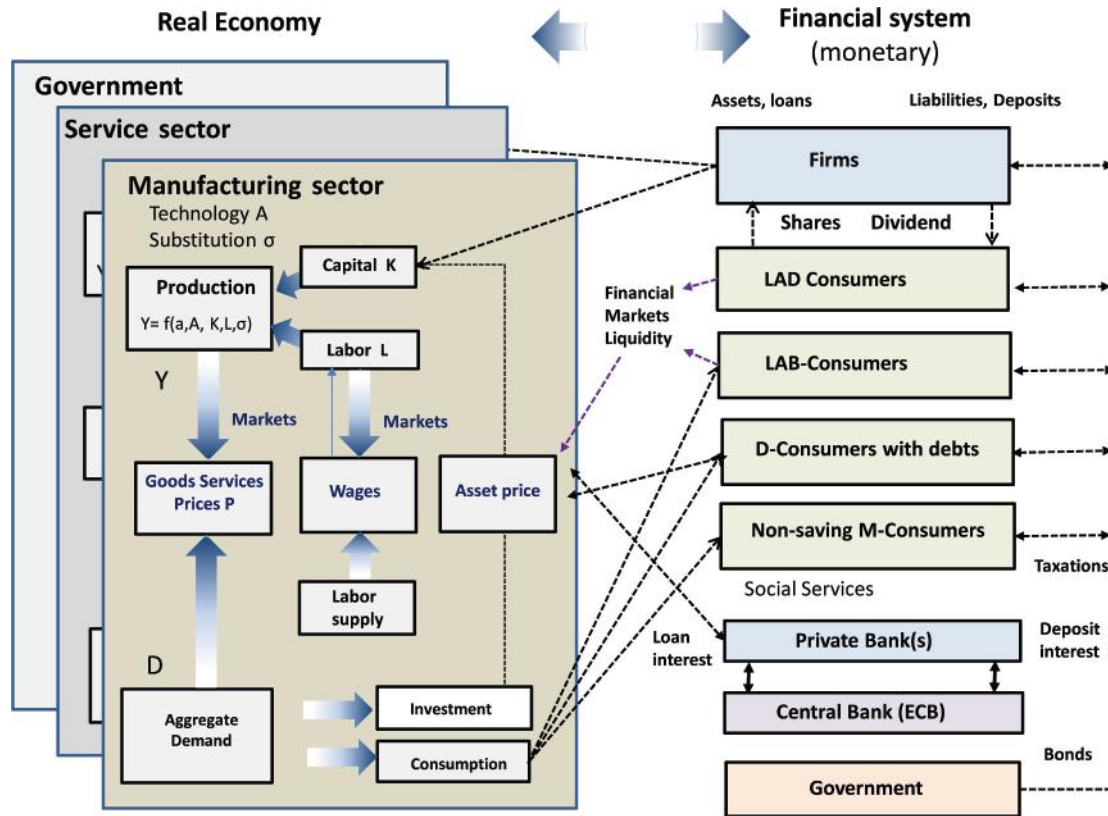 Real Economy
Financial system
(monetary)
Government
Service sector
Manufacturing sector
Technology A
Substitution σ
Capital K
Production
Y= f(a,A, K,L,σ)
Labor L
Y
Markets
Markets
Goods Services
Prices P
Wages
Asset price
Labor
supply
D
Aggregate
Demand
Investment
Consumption
Assets, loans
Liabilities, Deposits
Firms
Shares
Dividend
Financial
Markets
Liquidity
LAD Consumers
LAB-Consumers
D-Consumers with debts
Non-saving M-Consumers
Taxations
Social Services
Loan
interest
Private Bank(s)
Deposit
interest
Central Bank (ECB)
Bonds
Government